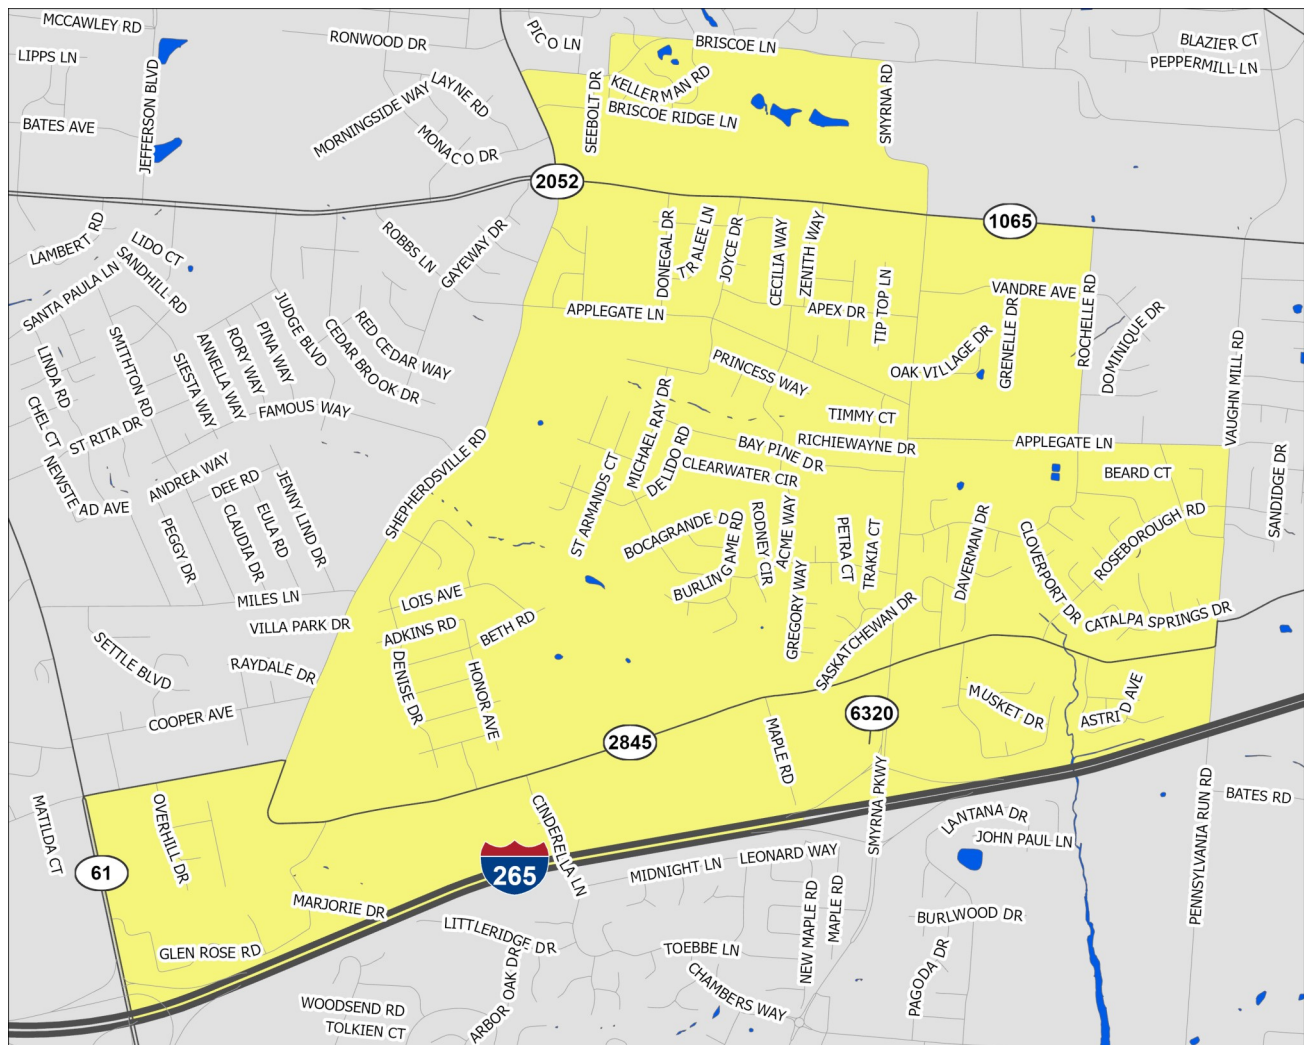 MCCAWLEY RD
RONWOOD DR
PICO LN
BRISCOE LN
BLAZIER CT
PEPPERMILL LN
LIPPS LN
JEFFERSON BLVD
LAYNE RD
MORNINGSIDE WAY
KELLERMAN RD
SEEBOLT DR
BRISCOE RIDGE LN
SMYRNA RD
BATES AVE
MONACO DR
2052
1065
LAMBERT RD
LIDO CT
SANDHILL RD
SANTA PAULA LN
ROBBS LN
GAYEWAY DR
DONEGAL DR
TRALEE LN
JOYCE DR
CECILIA WAY
ZENITH WAY
TIP TOP LN
APEX DR
VANDRE AVE
ROCHELLE RD
GRENELLE DR
DOMINIQUE DR
VAUGHN MILL RD
APPLEGATE LN
OAK VILLAGE DR
LINDA RD
SMITHTON RD
SIESTA WAY
ANNELLA WAY
RORY WAY
PINA WAY
JUDGE BLVD
CEDAR BROOK DR
RED CEDAR WAY
FAMOUS WAY
CHEL CT
ST RITA DR
NEWSTEAD AVE
PRINCESS WAY
TIMMY CT
RICHIEWAYNE DR
APPLEGATE LN
BAY PINE DR
CLEARWATER CIR
MICHAEL RAY DR
DELIDO RD
ST ARMANDS CT
SHEPHERDSVILLE RD
ANDREA WAY
DEE RD
JENNY LIND DR
EULA RD
CLAUDIA DR
PEGGY DR
BEARD CT
SANDIDGE DR
ROSEBOROUGH RD
CLOVERPORT DR
DAVERMAN DR
BOCAGRANDE D
BURLINGAME RD
RODNEY CIR
ACME WAY
PETRA CT
TRAKIA CT
GREGORY WAY
SASKATCHEWAN DR
CATALPA SPRINGS DR
MILES LN
VILLA PARK DR
LOIS AVE
ADKINS RD
BETH RD
DENISE DR
HONOR AVE
SETTLE BLVD
RAYDALE DR
COOPER AVE
MUSKET DR
ASTRID AVE
6320
2845
MAPLE RD
SMYRNA PKWY
MATILDA CT
OVERHILL DR
CINDERELLA LN
61
265
LANTANA DR
JOHN PAUL LN
BATES RD
PENNSYLVANIA RUN RD
MIDNIGHT LN
LEONARD WAY
MARJORIE DR
LITTLERIDGE DR
NEW MAPLE RD
MAPLE RD
BURLWOOD DR
GLEN ROSE RD
TOEBBE LN
CHAMBERS WAY
PAGODA DR
ARBOR OAK DR
WOODSEND RD
TOLKIEN CT